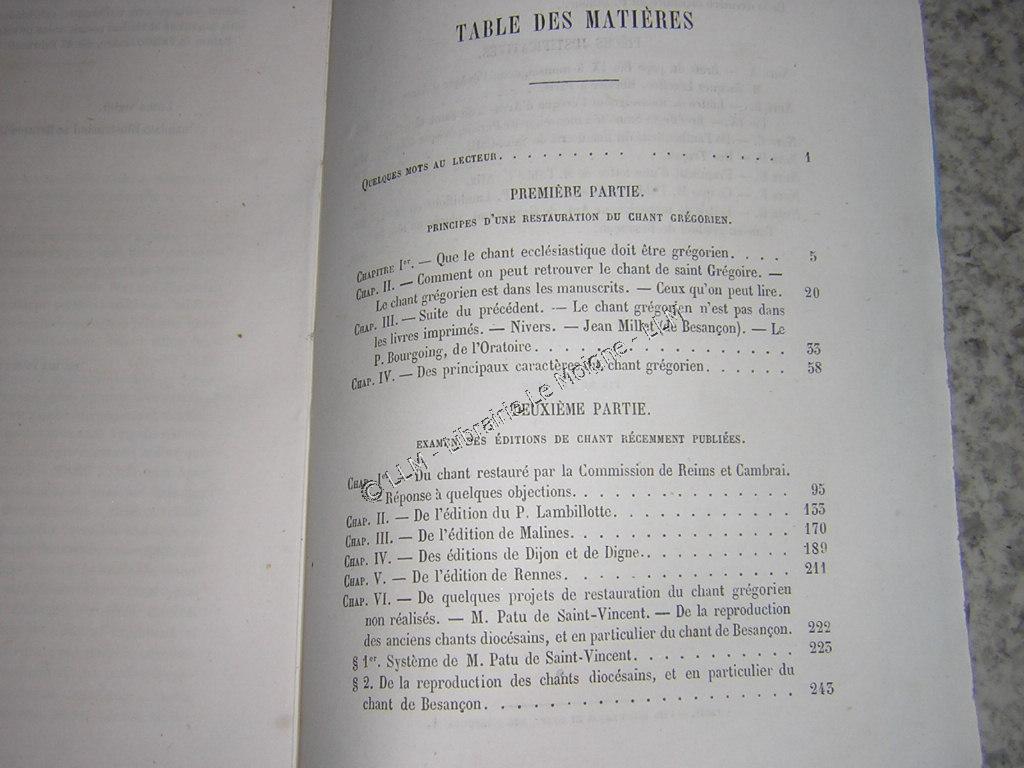 TABLE DES MATIÈRES
QUELQUES MOTS AU LECTEUR. . . . . . . . . . . . . . . . . . 1
PREMIÈRE PARTIE.
PRINCIPES D'UNE RESTAURATION DU CHANT GRÉGORIEN.
CHAPITRE Ier. — Que le chant ecclésiastique doit être grégorien. . . . 5
CHAP. II. — Comment on peut retrouver le chant de saint Grégoire. —
Le chant grégorien est dans les manuscrits. — Ceux qu'on peut lire. 20
CHAP. III. — Suite du précédent. — Le chant grégorien n'est pas dans
les livres imprimés. — Nivers. — Jean Millet (de Besançon). — Le
P. Bourgoing, de l'Oratoire . . . . . . . . . . . . . . . . 33
CHAP. IV. — Des principaux caractères du chant grégorien . . . . . . 58
DEUXIÈME PARTIE.
EXAMEN DES ÉDITIONS DE CHANT RÉCEMMENT PUBLIÉES.
CHAP. I Du chant restauré par la Commission de Reims et Cambrai.
Réponse à quelques objections. . . . . . . . . . . . . . . 95
CHAP. II. — De l'édition du P. Lambillotte. . . . . . . . . . . . 133
CHAP. III. — De l'édition de Malines. . . . . . . . . . . . . . . 170
CHAP. IV. — Des éditions de Dijon et de Digne. . . . . . . . . . . 189
CHAP. V. — De l'édition de Rennes. . . . . . . . . . . . . . . . 211
CHAP. VI. — De quelques projets de restauration du chant grégorien
non réalisés. — M. Patu de Saint-Vincent. — De la reproduction
des anciens chants diocésains, et en particulier du chant de Besançon. 222
§ 1er. Système de M. Patu de Saint-Vincent. . . . . . . . . . . 223
§ 2. De la reproduction des chants diocésains, et en particulier du
chant de Besançon. . . . . . . . . . . . . . . . . . . . . 243
© LLM - Librairie Le Moigne - LLM